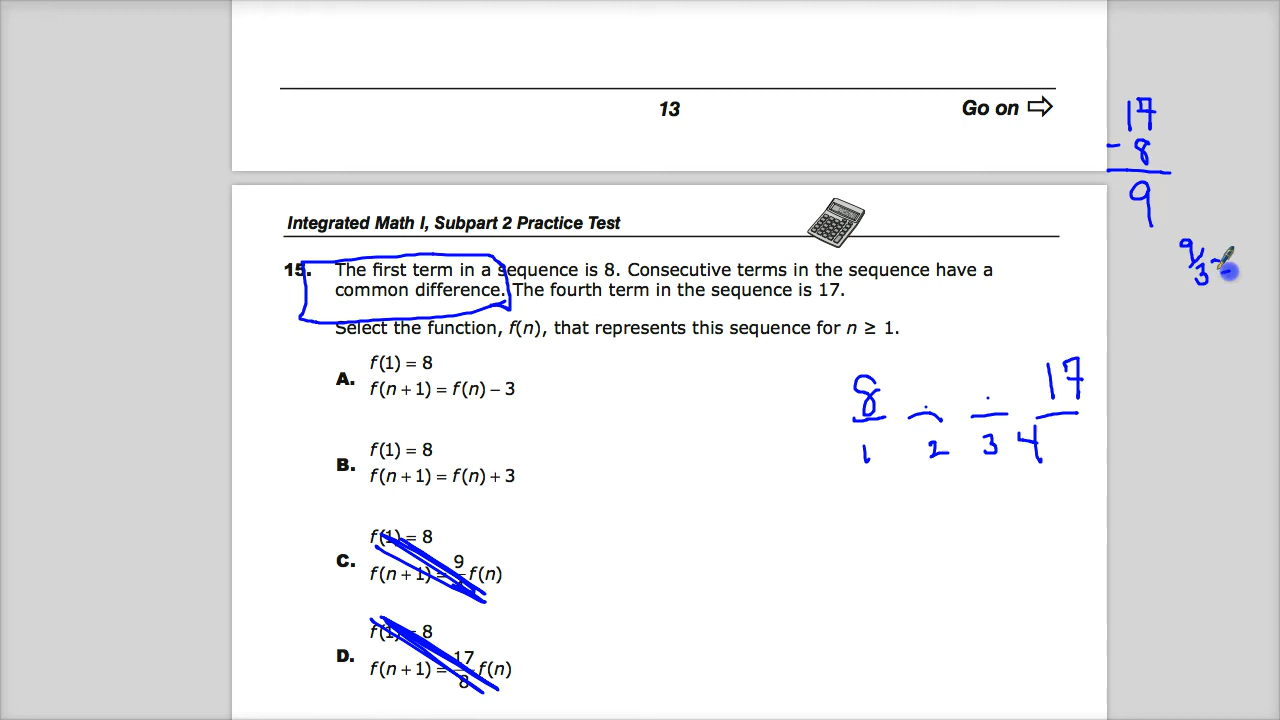 13
Go on
17
- 8
9
Integrated Math I, Subpart 2 Practice Test
9/3 =
15. The first term in a sequence is 8. Consecutive terms in the sequence have a
common difference. The fourth term in the sequence is 17.
Select the function, f(n), that represents this sequence for n ≥ 1.
A. f(1) = 8
f(n + 1) = f(n) − 3
8 17
1 2 3 4
B. f(1) = 8
f(n + 1) = f(n) + 3
C. f(1) = 8
f(n + 1) = 9 f(n)
D. f(1) = 8
f(n + 1) = 17/8 f(n)